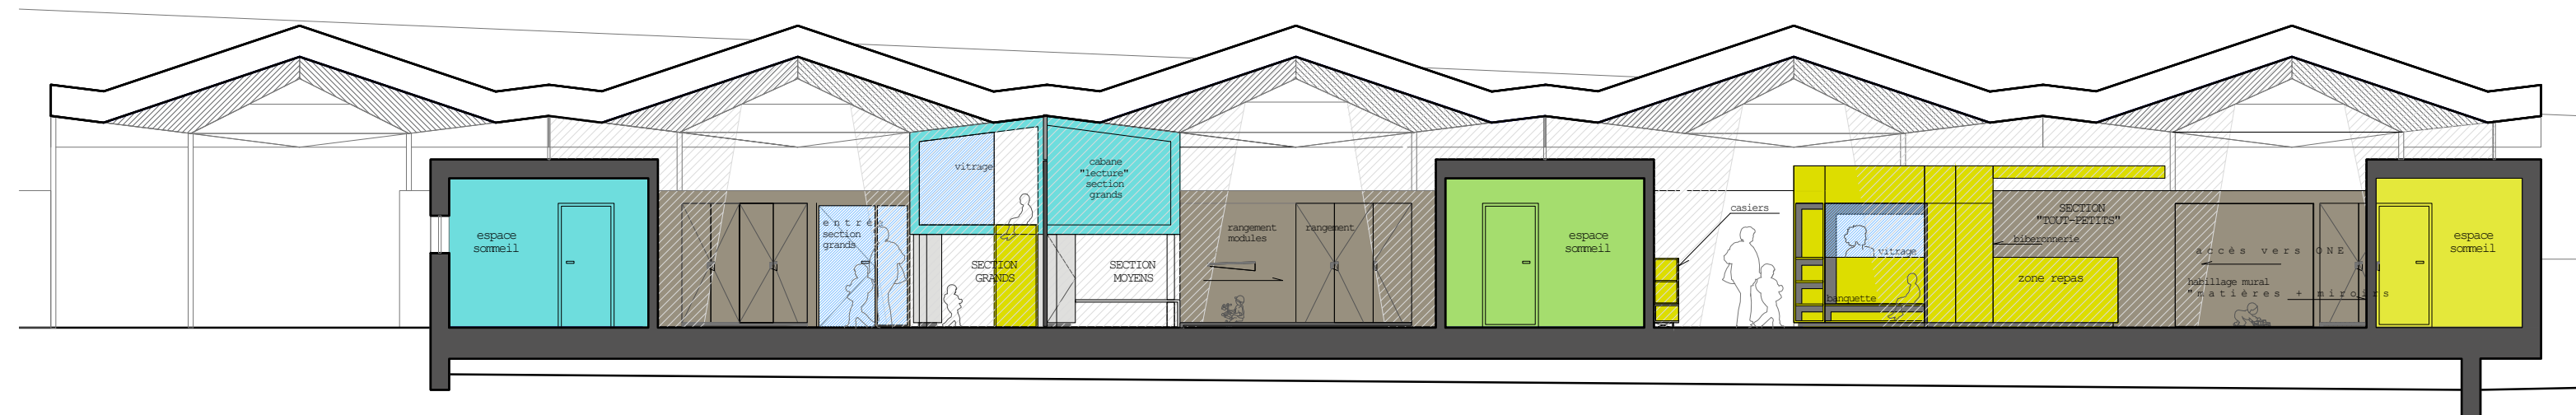 espace
sommeil
entrée
section
grands
vitrage
cabane
"lecture"
section
grands
SECTION
GRANDS
SECTION
MOYENS
rangement
modules
rangement
espace
sommeil
casiers
banquette
vitrage
SECTION
"TOUT-PETITS"
biberonnerie
zone repas
accès vers ONE
habillage mural
"matières + miroirs
espace
sommeil